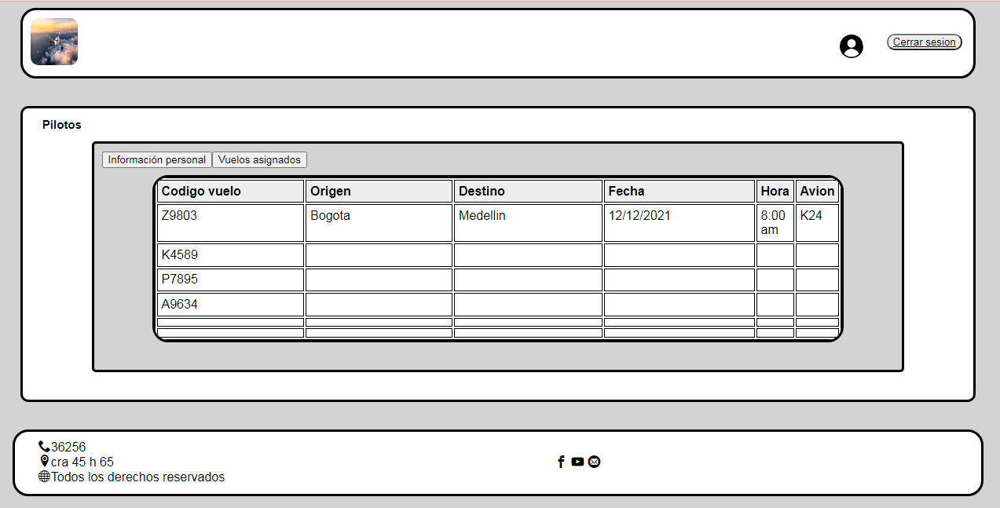 Cerrar sesion
Pilotos
Información personal Vuelos asignados
Codigo vuelo Origen Destino Fecha Hora Avion
Z9803 Bogota Medellin 12/12/2021 8:00 am K24
K4589
P7895
A9634
36256
cra 45 h 65
Todos los derechos reservados